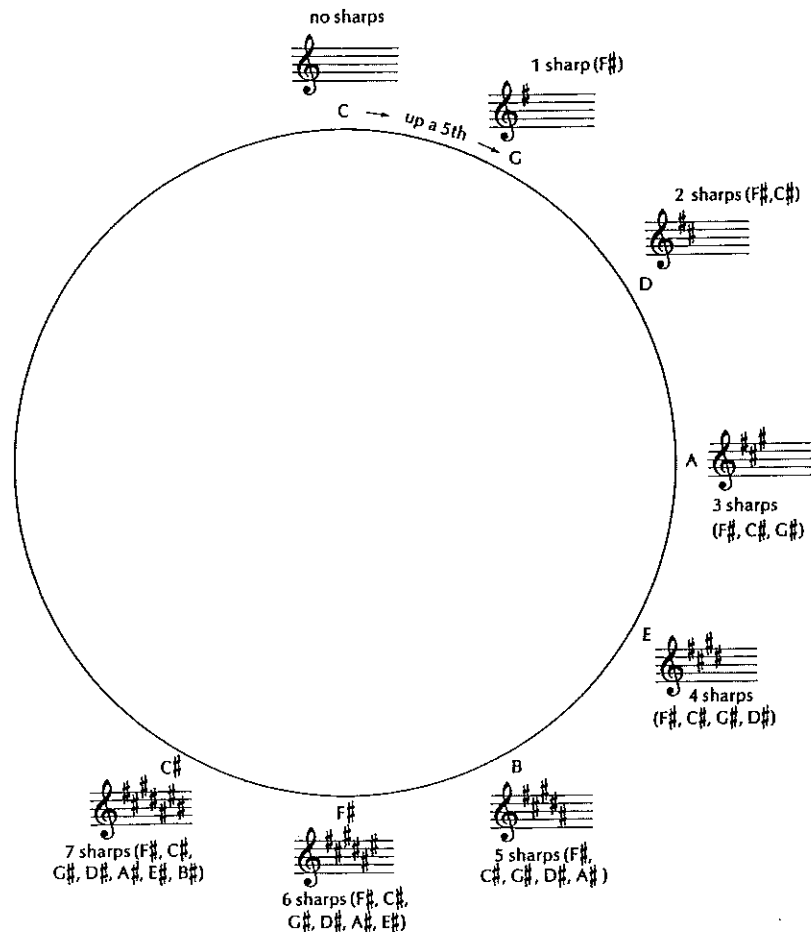 no sharps
1 sharp (F♯)
C → up a 5th → G
2 sharps (F♯,C♯)
D
A
3 sharps
(F♯, C♯, G♯)
E
4 sharps
(F♯, C♯, G♯, D♯)
B
5 sharps (F♯,
C♯, G♯, D♯, A♯ )
F♯
6 sharps (F♯, C♯,
G♯, D♯, A♯, E♯)
C♯
7 sharps (F♯, C♯,
G♯, D♯, A♯, E♯, B♯)